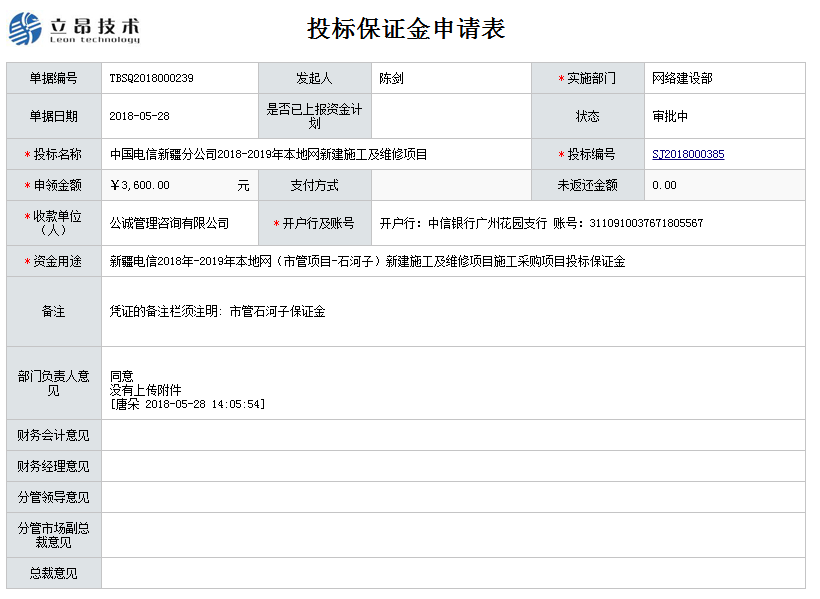 立昂技术
Leon technology
投标保证金申请表
单据编号 TBSQ2018000239 发起人 陈剑 *实施部门 网络建设部
单据日期 2018-05-28 是否已上报资金计划 状态 审批中
*投标名称 中国电信新疆分公司2018-2019年本地网新建施工及维修项目 *投标编号 SJ2018000385
*申领金额 ¥3,600.00 元 支付方式 未返还金额 0.00
*收款单位（人） 公诚管理咨询有限公司 *开户行及账号 开户行: 中信银行广州花园支行 账号: 3110910037671805567
*资金用途 新疆电信2018年-2019年本地网（市管项目-石河子）新建施工及维修项目施工采购项目投标保证金
备注 凭证的备注栏须注明: 市管石河子保证金
部门负责人意见 同意
没有上传附件
[唐朵 2018-05-28 14:05:54]
财务会计意见
财务经理意见
分管领导意见
分管市场副总裁意见
总裁意见